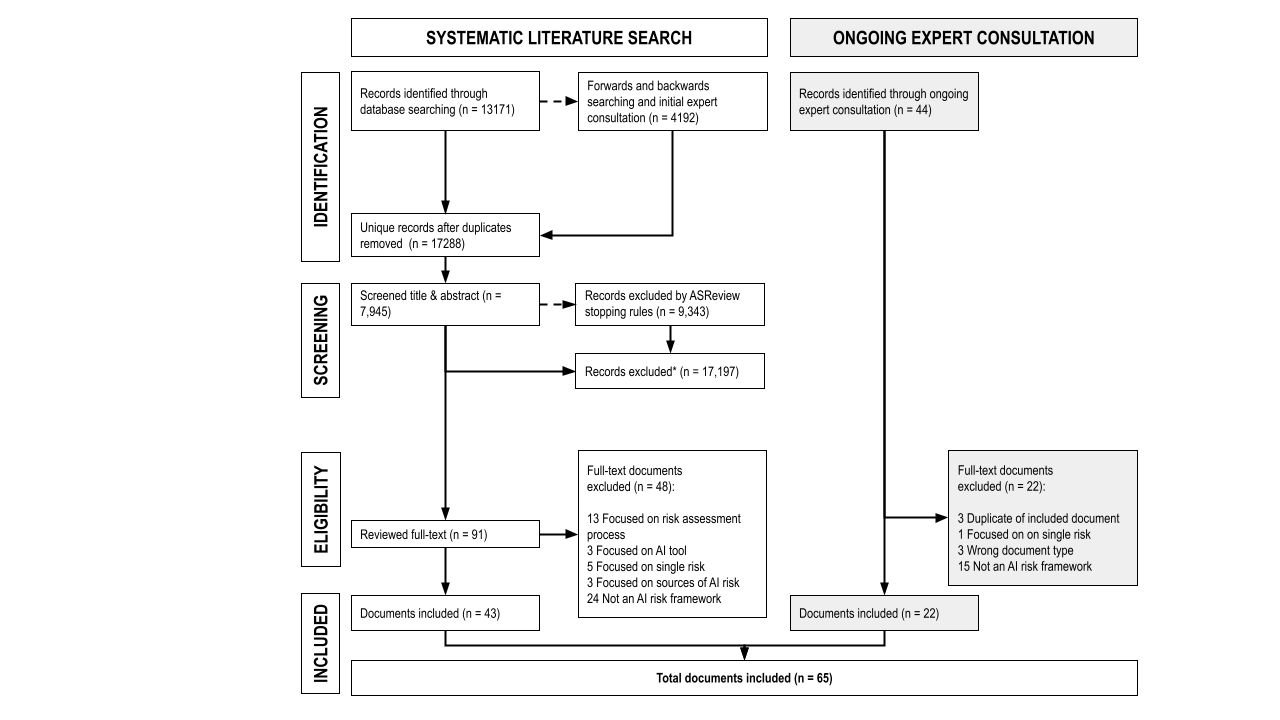 SYSTEMATIC LITERATURE SEARCH
ONGOING EXPERT CONSULTATION
IDENTIFICATION
Records identified through
database searching (n = 13171)
Forwards and backwards
searching and initial expert
consultation (n = 4192)
Records identified through ongoing
expert consultation (n = 44)
Unique records after duplicates
removed  (n = 17288)
SCREENING
Screened title & abstract (n =
7,945)
Records excluded by ASReview
stopping rules (n = 9,343)
Records excluded* (n = 17,197)
ELIGIBILITY
Reviewed full-text (n = 91)
Full-text documents
excluded (n = 48):
13 Focused on risk assessment
process
3 Focused on AI tool
5 Focused on single risk
3 Focused on sources of AI risk
24 Not an AI risk framework
Full-text documents
excluded (n = 22):
3 Duplicate of included document
1 Focused on on single risk
3 Wrong document type
15 Not an AI risk framework
INCLUDED
Documents included (n = 43)
Documents included (n = 22)
Total documents included (n = 65)